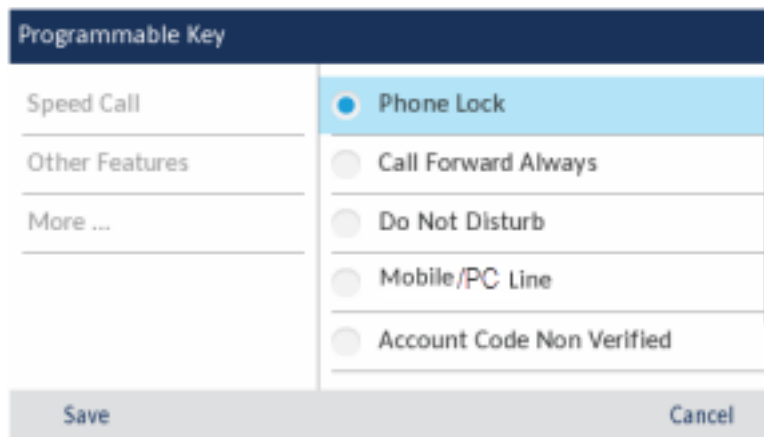 Programmable Key
Speed Call
Other Features
More ...
Phone Lock
Call Forward Always
Do Not Disturb
Mobile/PC Line
Account Code Non Verified
Save
Cancel